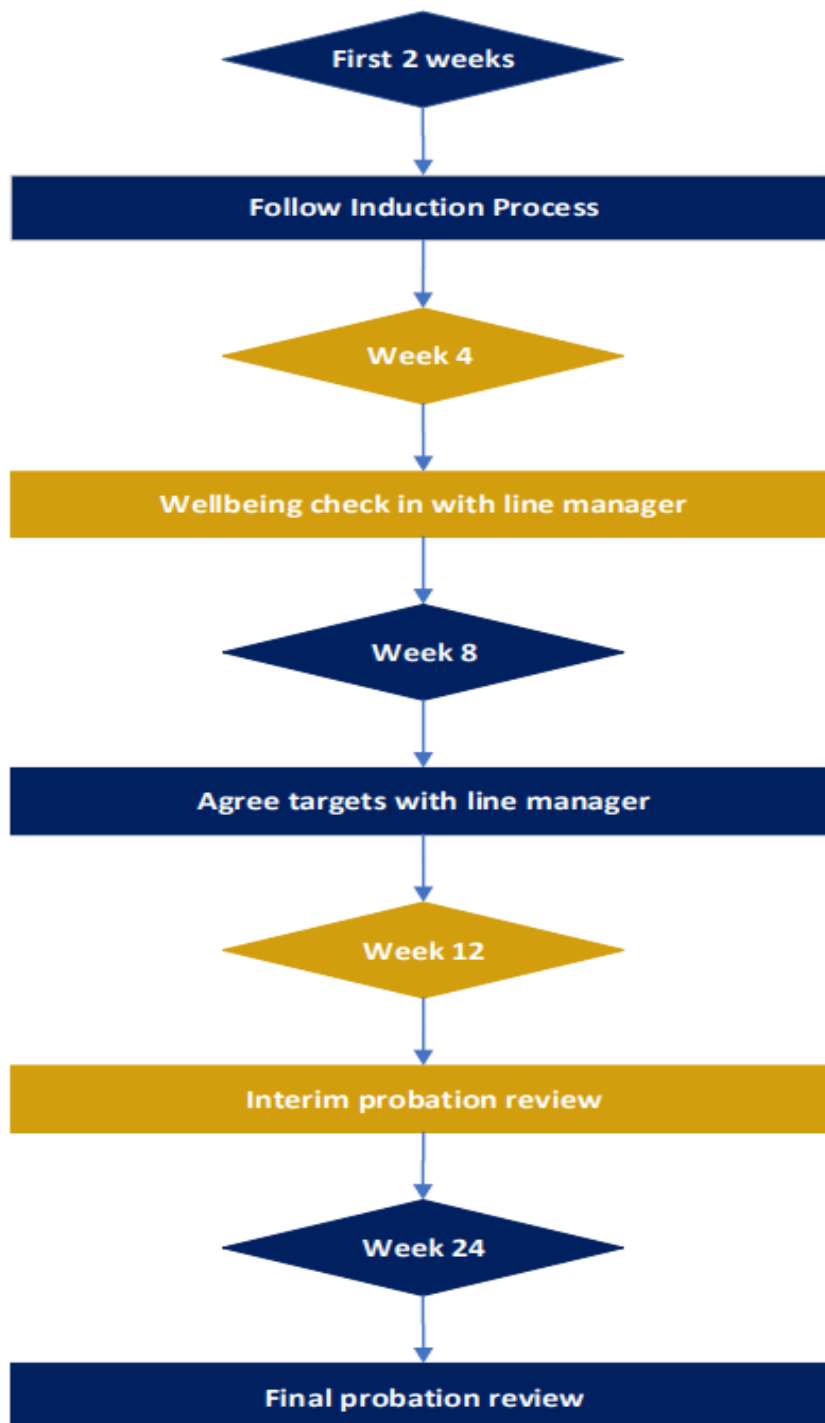 First 2 weeks
Follow Induction Process
Week 4
Wellbeing check in with line manager
Week 8
Agree targets with line manager
Week 12
Interim probation review
Week 24
Final probation review